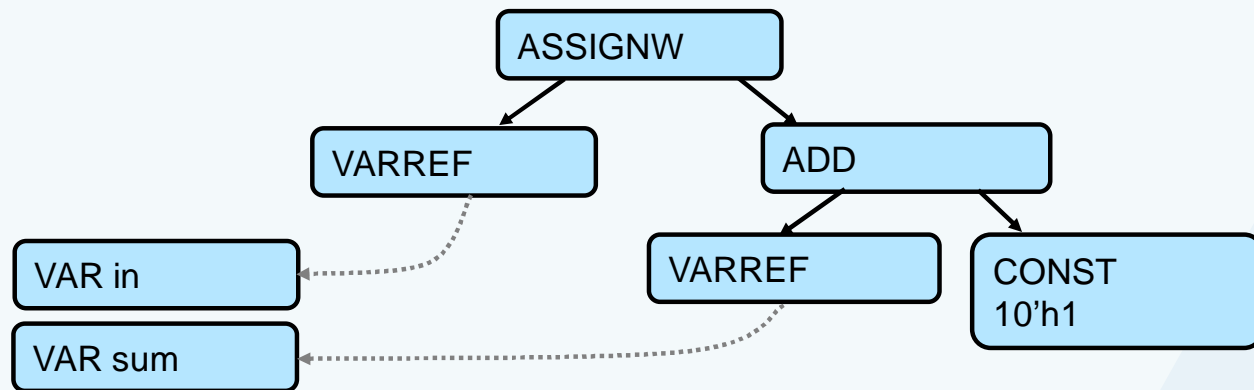 ASSIGNW
VARREF
ADD
VAR in
VARREF
CONST
10’h1
VAR sum